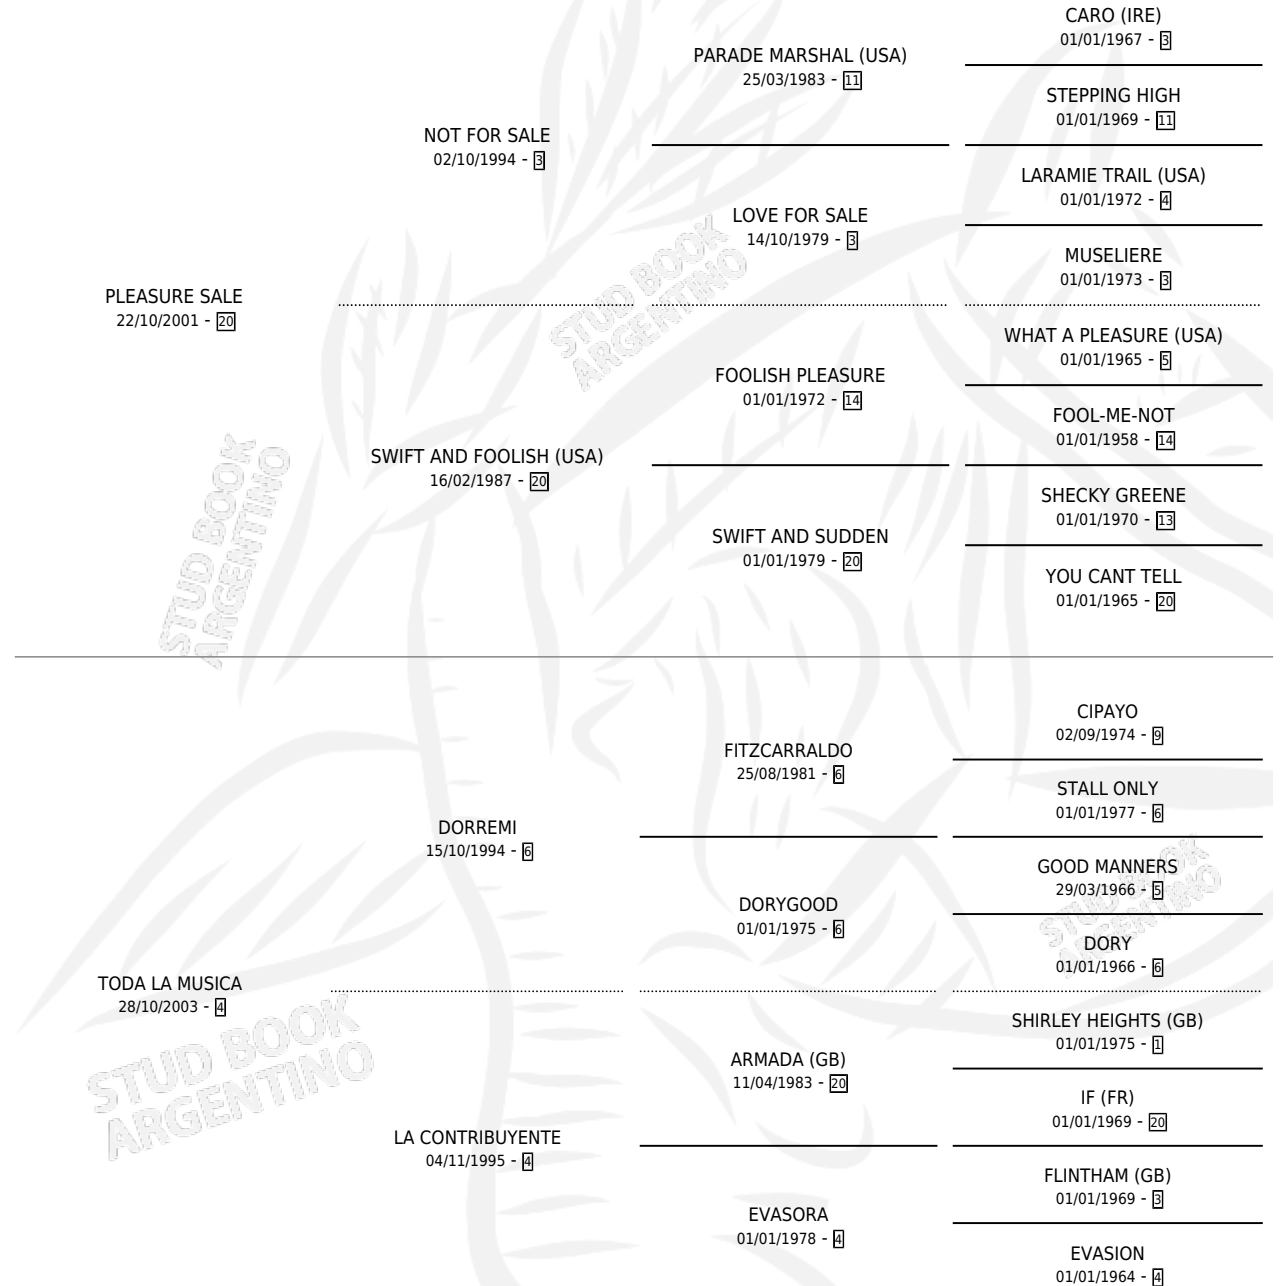 CARO (IRE)
01/01/1967 - 3
PARADE MARSHAL (USA)
25/03/1983 - 11
STEPPING HIGH
01/01/1969 - 11
NOT FOR SALE
02/10/1994 - 3
LARAMIE TRAIL (USA)
01/01/1972 - 4
LOVE FOR SALE
14/10/1979 - 3
MUSELIERE
01/01/1973 - 3
PLEASURE SALE
22/10/2001 - 20
WHAT A PLEASURE (USA)
01/01/1965 - 5
FOOLISH PLEASURE
01/01/1972 - 14
FOOL-ME-NOT
01/01/1958 - 14
SWIFT AND FOOLISH (USA)
16/02/1987 - 20
SHECKY GREENE
01/01/1970 - 13
SWIFT AND SUDDEN
01/01/1979 - 20
YOU CANT TELL
01/01/1965 - 20
STUD BOOK
ARGENTINO
STUD BOOK
ARGENTINO
CIPAYO
02/09/1974 - 9
FITZCARRALDO
25/08/1981 - 6
STALL ONLY
01/01/1977 - 6
DORREMI
15/10/1994 - 6
GOOD MANNERS
29/03/1966 - 5
DORYGOOD
01/01/1975 - 6
DORY
01/01/1966 - 6
TODA LA MUSICA
28/10/2003 - 4
SHIRLEY HEIGHTS (GB)
01/01/1975 - 1
ARMADA (GB)
11/04/1983 - 20
IF (FR)
01/01/1969 - 20
LA CONTRIBUYENTE
04/11/1995 - 4
FLINTHAM (GB)
01/01/1969 - 3
EVASORA
01/01/1978 - 4
EVASION
01/01/1964 - 4
STUD BOOK
ARGENTINO
STUD BOOK
ARGENTINO